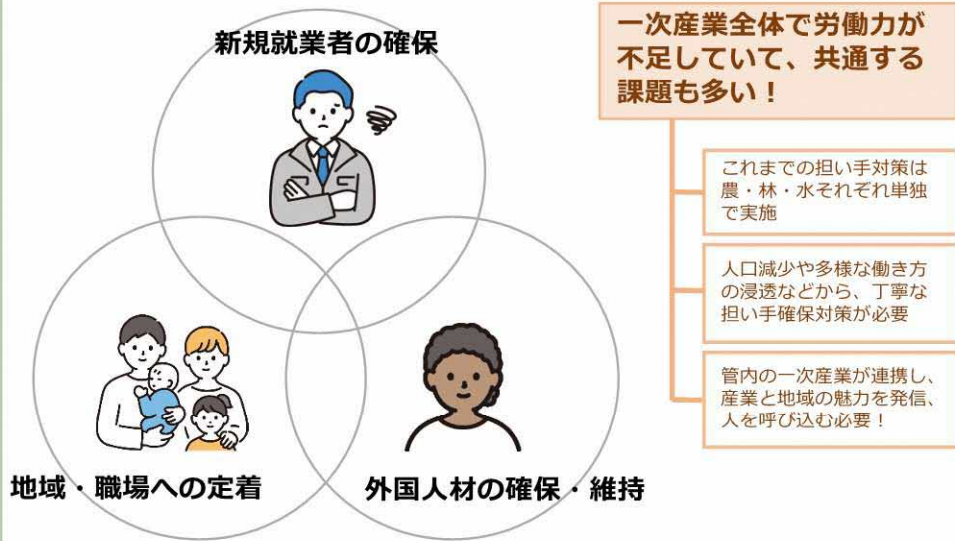 新規就業者の確保
地域・職場への定着
外国人材の確保・維持
一次産業全体で労働力が
不足していて、共通する
課題も多い！
これまでの担い手対策は
農・林・水それぞれ単独
で実施
人口減少や多様な働き方
の浸透などから、丁寧な
担い手確保対策が必要
管内の一次産業が連携し、
産業と地域の魅力を発信、
人を呼び込む必要！